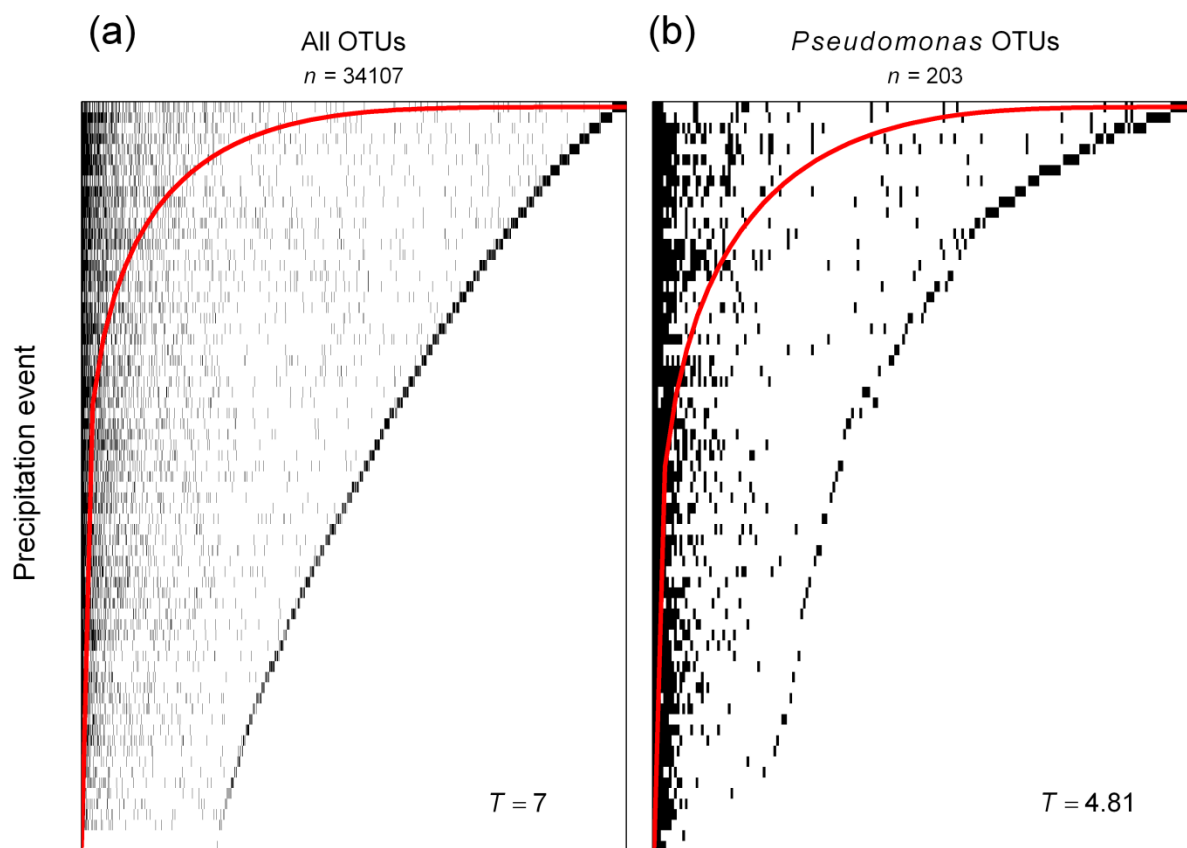 (a)
All OTUs
n = 34107
(b)
Pseudomonas OTUs
n = 203
Precipitation event
T = 7
T = 4.81